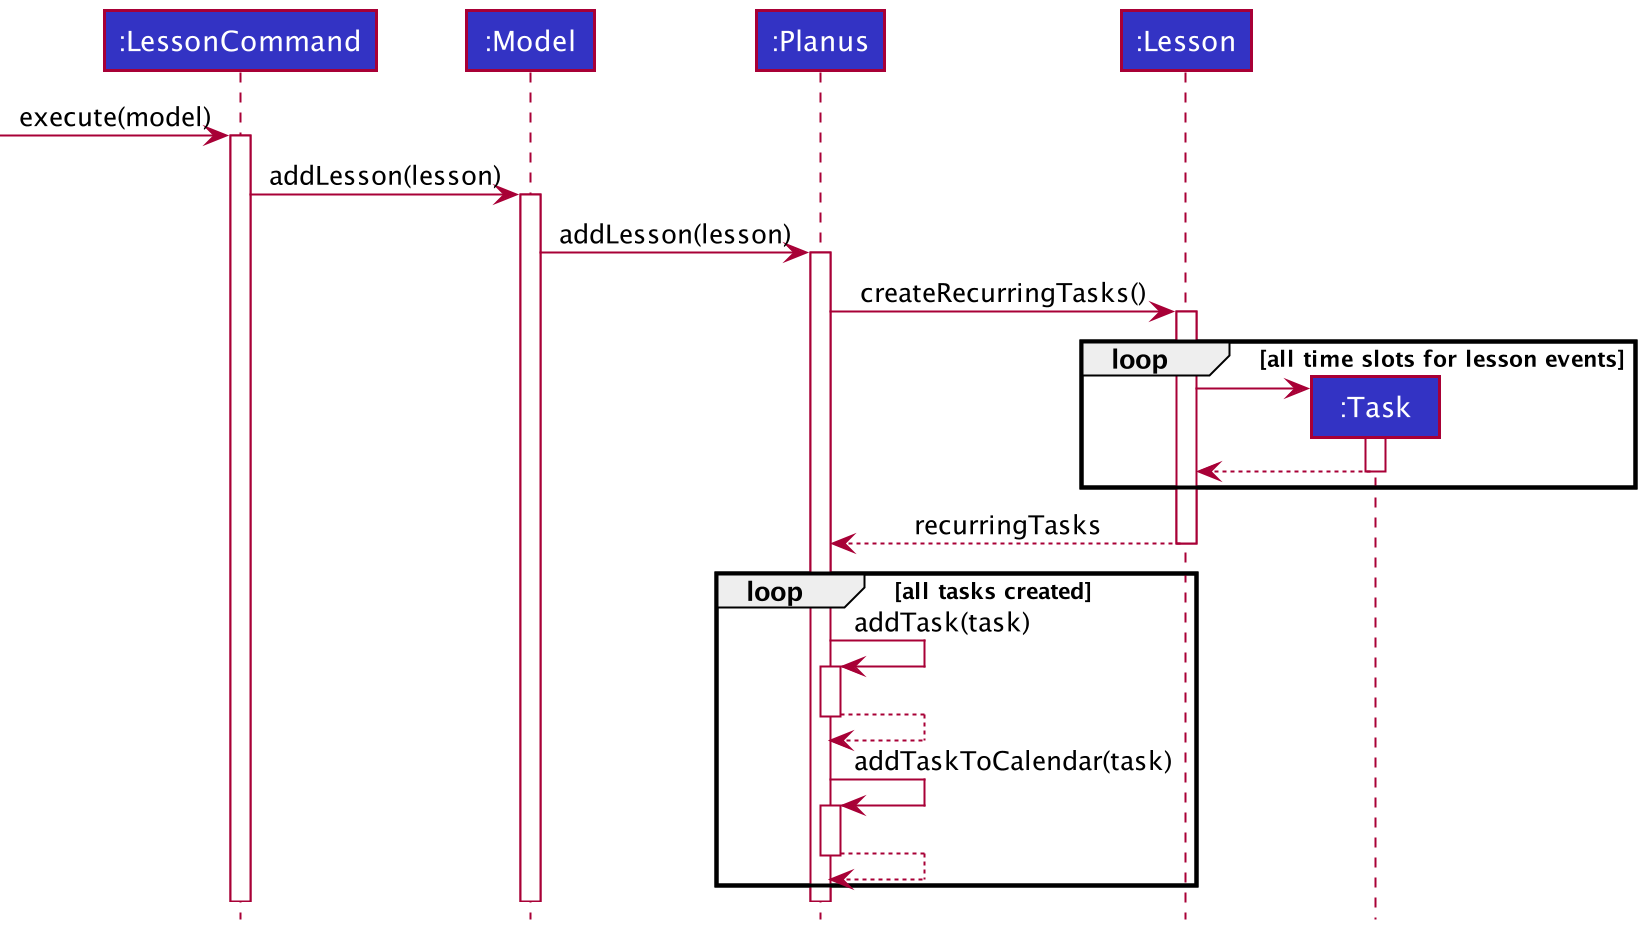 :LessonCommand
:Model
:Planus
:Lesson
execute(model)
addLesson(lesson)
addLesson(lesson)
createRecurringTasks()
loop
[all time slots for lesson events]
:Task
recurringTasks
loop
[all tasks created]
addTask(task)
addTaskToCalendar(task)